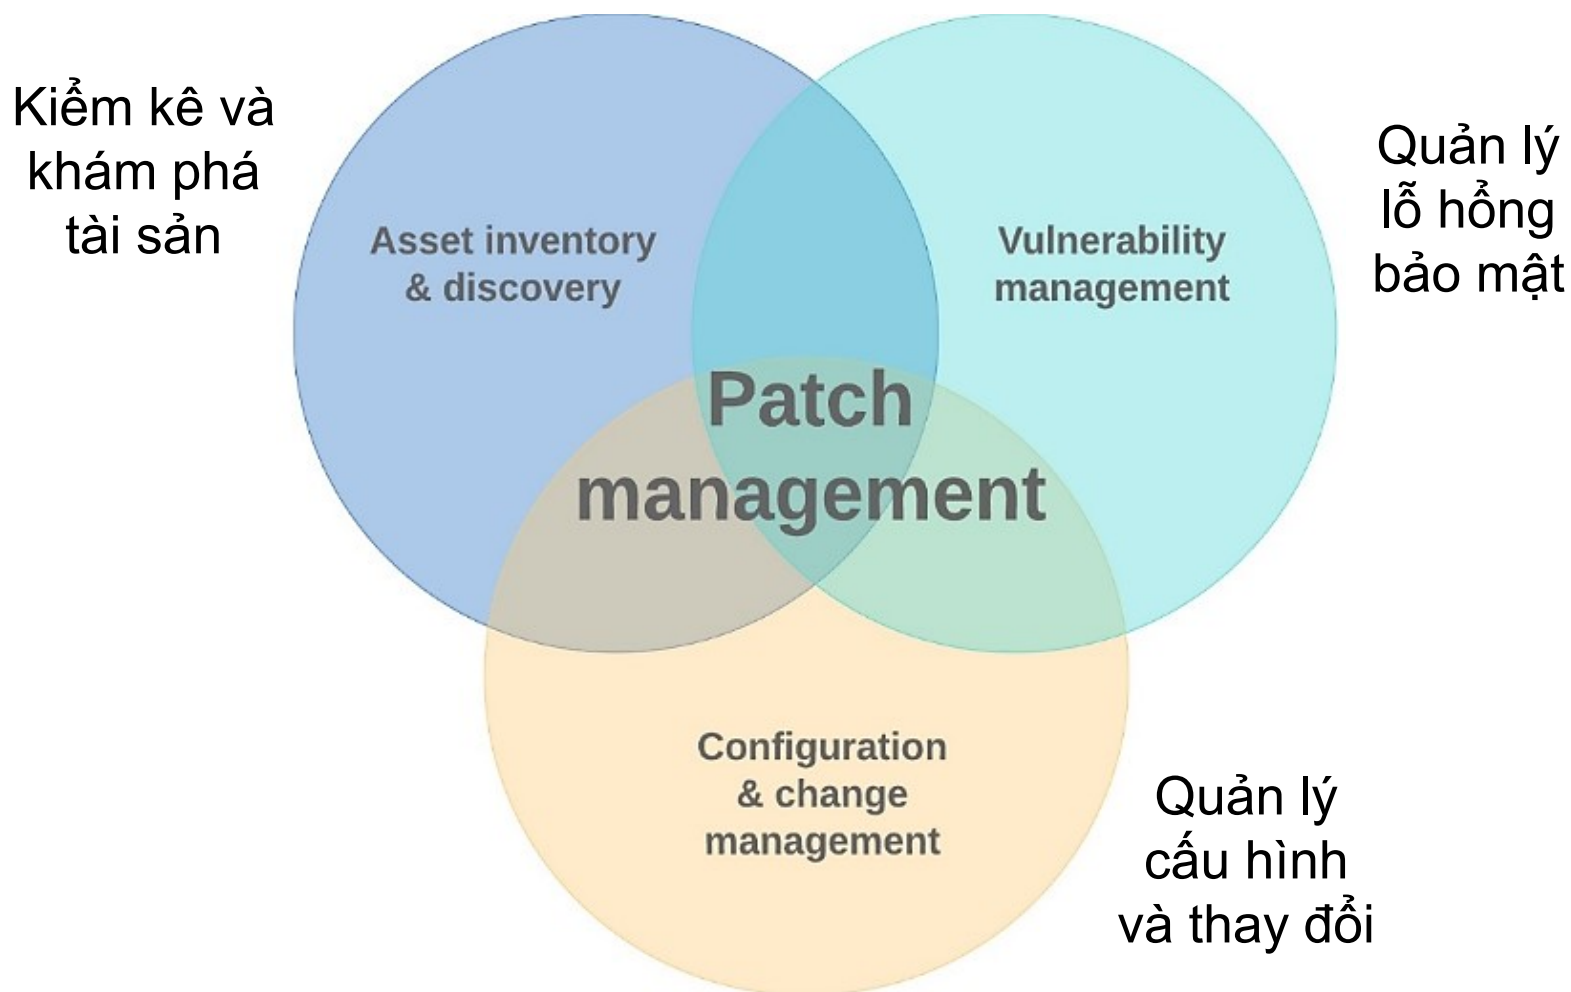 Kiểm kê và
khám phá
tài sản
Asset inventory
& discovery
Vulnerability
management
Quản lý
lỗ hổng
bảo mật
Patch
management
Configuration
& change
management
Quản lý
cấu hình
và thay đổi